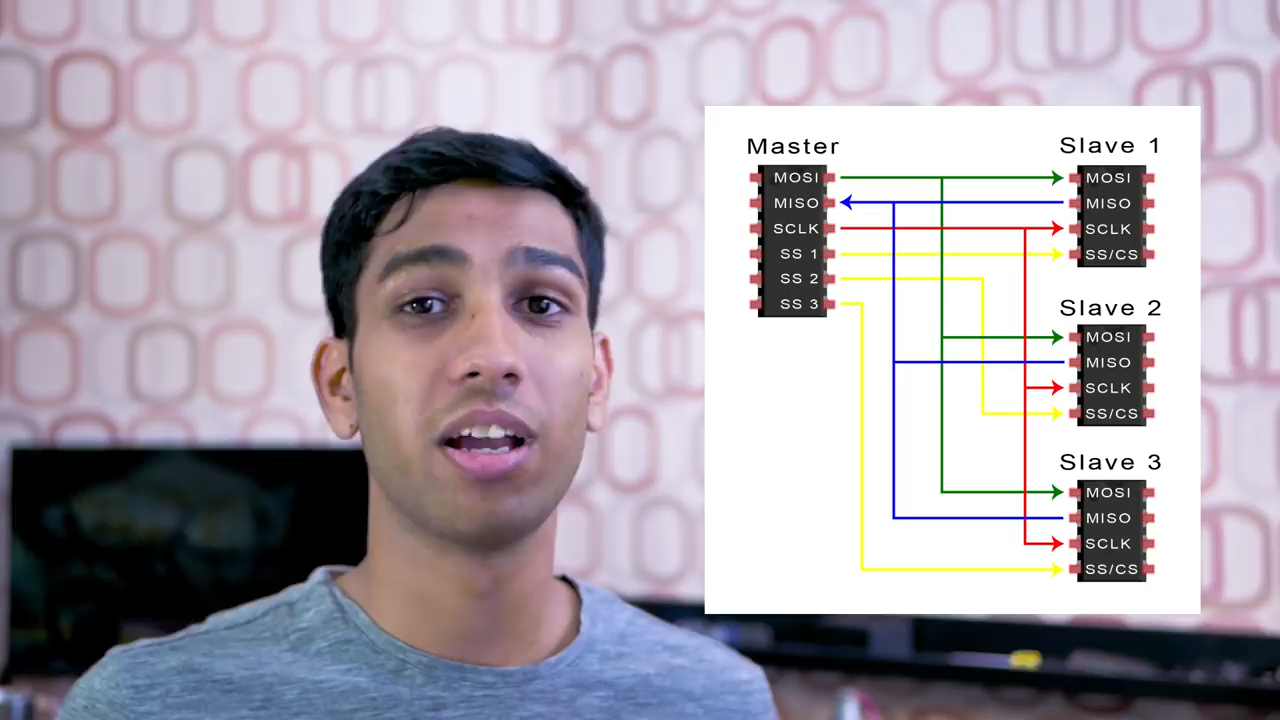 Master
MOSI
MISO
SCLK
SS 1
SS 2
SS 3
Slave 1
MOSI
MISO
SCLK
SS/CS
Slave 2
MOSI
MISO
SCLK
SS/CS
Slave 3
MOSI
MISO
SCLK
SS/CS